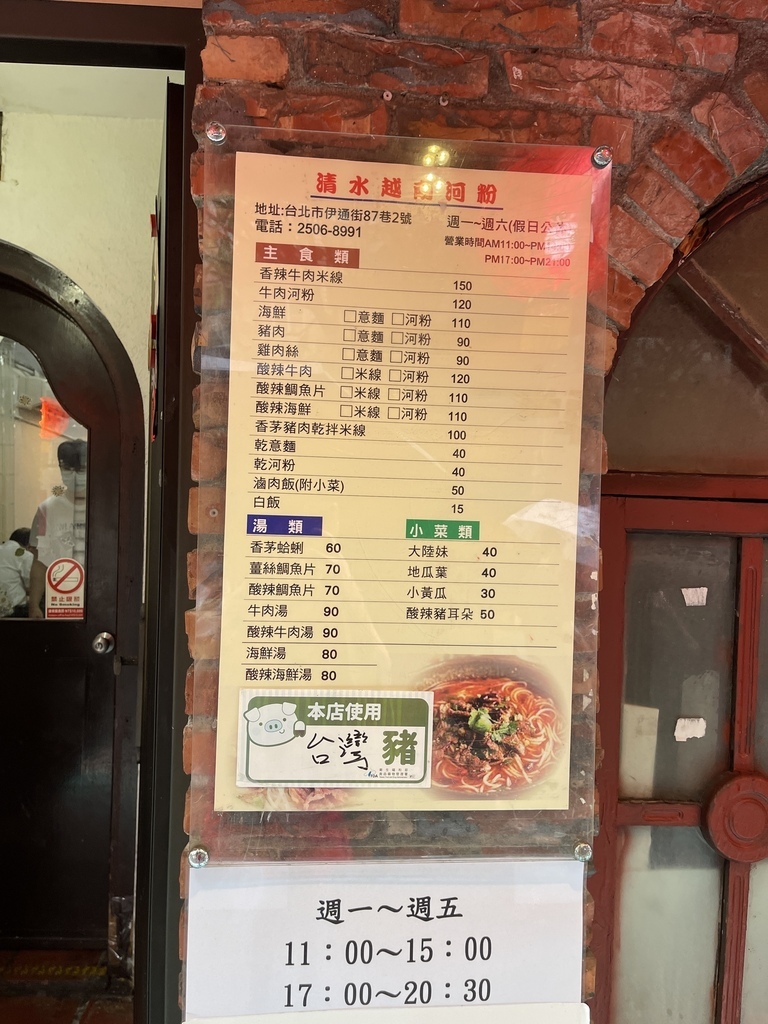 清水越南河粉
地址:台北市伊通街87巷2號
電話：2506-8991
週一~週六(假日公
營業時間AM11:00~PM
PM17:00~PM21:00
主食類
香辣牛肉米線 150
牛肉河粉 120
海鮮 □意麵 □河粉 110
豬肉 □意麵 □河粉 90
雞肉絲 □意麵 □河粉 90
酸辣牛肉 □米線 □河粉 120
酸辣鯛魚片 □米線 □河粉 110
酸辣海鮮 □米線 □河粉 110
香茅豬肉乾拌米線 100
乾意麵 40
乾河粉 40
滷肉飯(附小菜) 50
白飯 15
湯類
香茅蛤蜊 60
薑絲鯛魚片 70
酸辣鯛魚片 70
牛肉湯 90
酸辣牛肉湯 90
海鮮湯 80
酸辣海鮮湯 80
小菜類
大陸妹 40
地瓜葉 40
小黃瓜 30
酸辣豬耳朵 50
本店使用
台灣豬
週一～週五
11：00～15：00
17：00～20：30
禁止吸菸
No Smoking